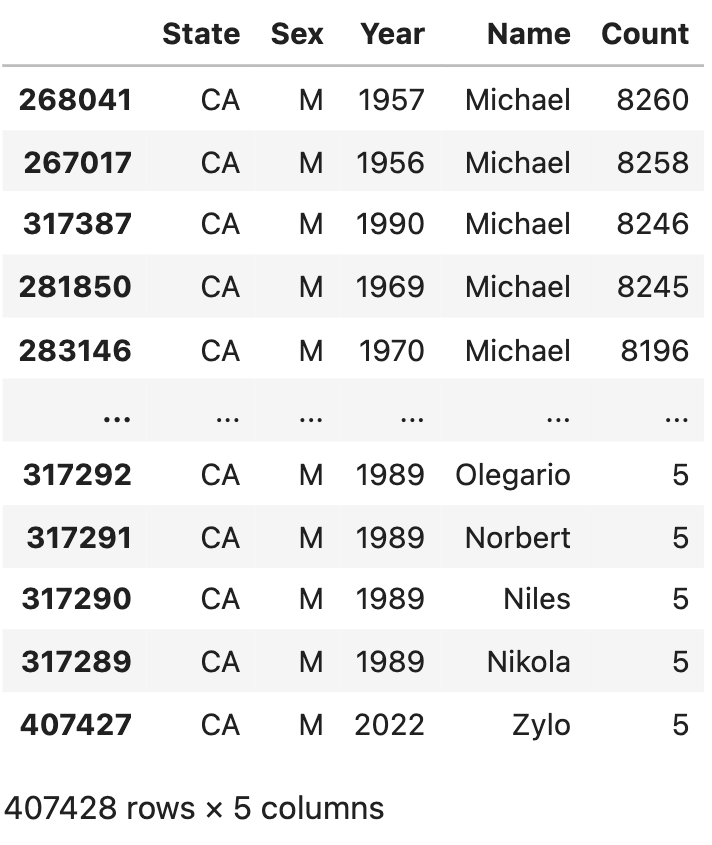 State Sex Year Name Count
268041 CA M 1957 Michael 8260
267017 CA M 1956 Michael 8258
317387 CA M 1990 Michael 8246
281850 CA M 1969 Michael 8245
283146 CA M 1970 Michael 8196
... ... ... ... ... ...
317292 CA M 1989 Olegario 5
317291 CA M 1989 Norbert 5
317290 CA M 1989 Niles 5
317289 CA M 1989 Nikola 5
407427 CA M 2022 Zylo 5
407428 rows × 5 columns